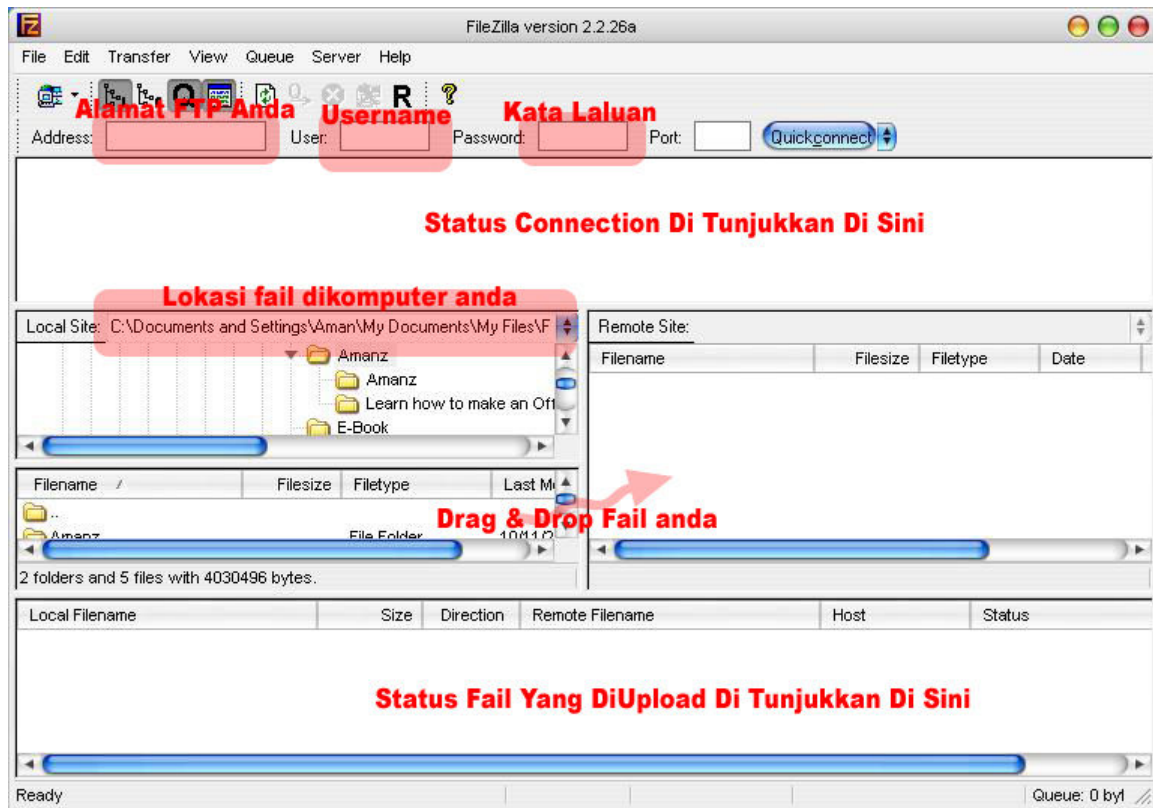 FileZilla version 2.2.26a
File Edit Transfer View Queue Server Help
R ?
Alamat FTP Anda Username Kata Laluan
Address: User: Password: Port: Quickconnect
Status Connection Di Tunjukkan Di Sini
Lokasi fail dikomputer anda
Local Site: C:\Documents and Settings\Aman\My Documents\My Files\F
Remote Site:
Amanz
Amanz
Learn how to make an Off
E-Book
Filename Filesize Filetype Date
Filename / Filesize Filetype Last M
..
Amanz File Folder 10/11/2
Drag & Drop Fail anda
2 folders and 5 files with 4030496 bytes.
Local Filename Size Direction Remote Filename Host Status
Status Fail Yang DiUpload Di Tunjukkan Di Sini
Ready Queue: 0 byt